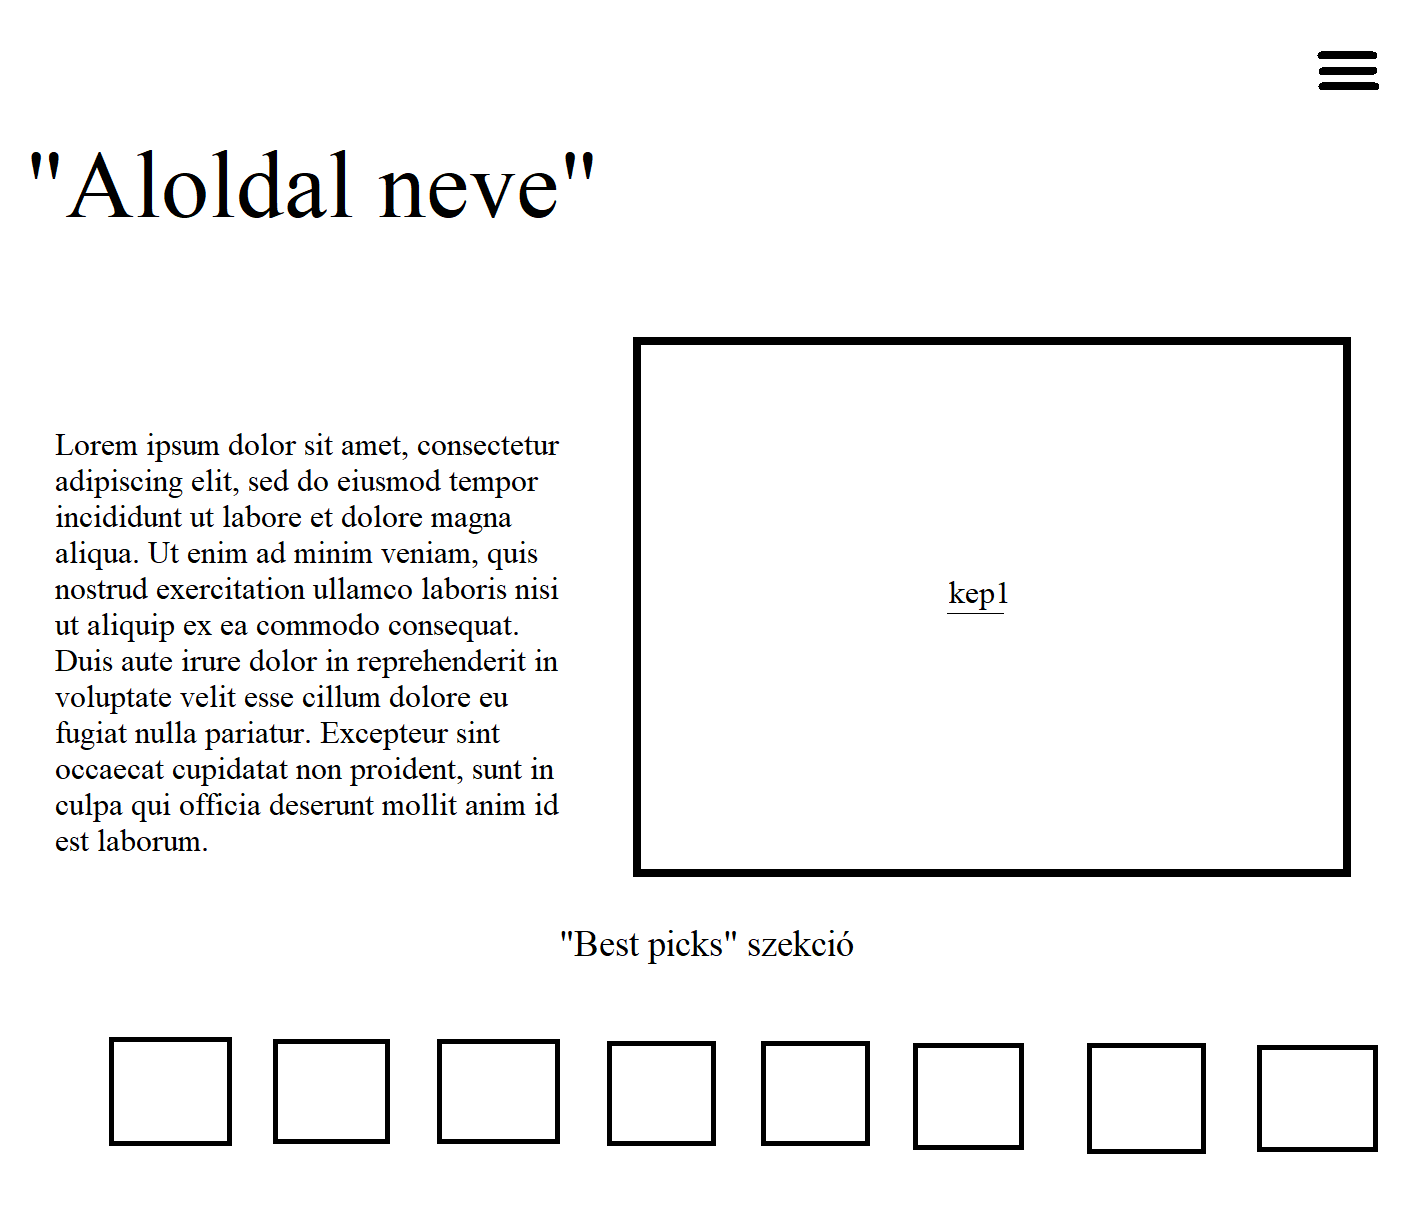 "Aloldal neve"
Lorem ipsum dolor sit amet, consectetur
adipiscing elit, sed do eiusmod tempor
incididunt ut labore et dolore magna
aliqua. Ut enim ad minim veniam, quis
nostrud exercitation ullamco laboris nisi
ut aliquip ex ea commodo consequat.
Duis aute irure dolor in reprehenderit in
voluptate velit esse cillum dolore eu
fugiat nulla pariatur. Excepteur sint
occaecat cupidatat non proident, sunt in
culpa qui officia deserunt mollit anim id
est laborum.
kep1
"Best picks" szekció